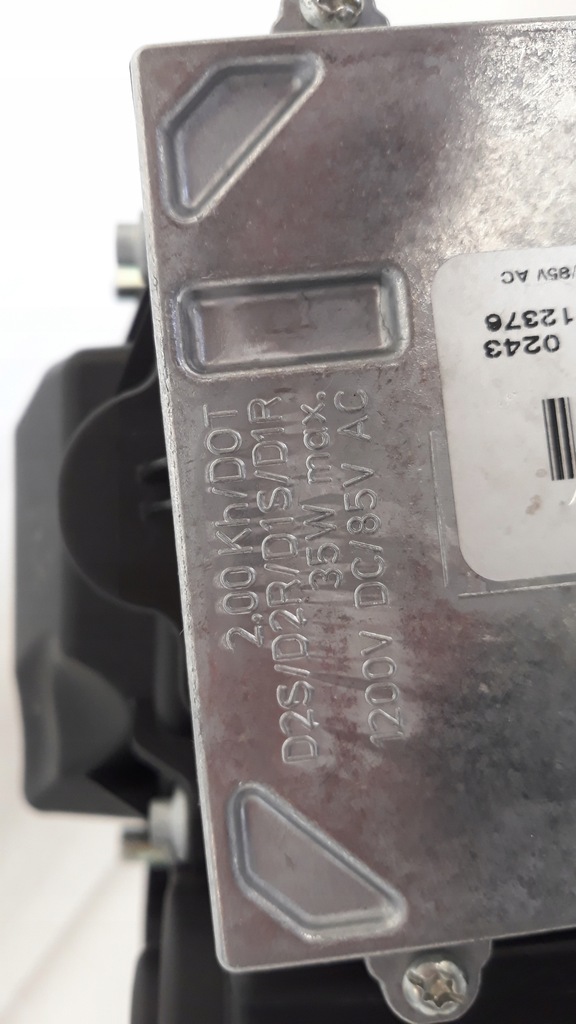 2.00 Kh/DOT
D2S/D2R/D1S/D1R
35W max.
1200V DC/85V AC
/85V AC
12376
0243